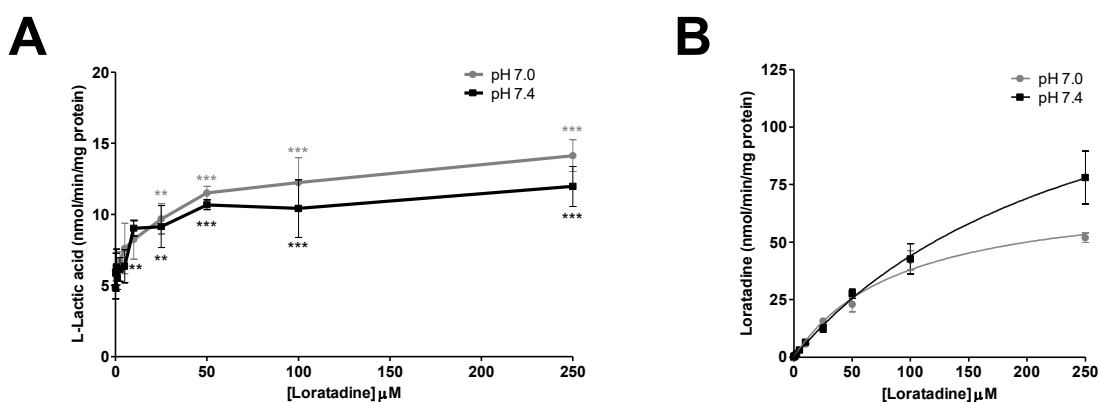 A
L-Lactic acid (nmol/min/mg protein)
20
15
10
5
0
pH 7.0
pH 7.4
**
***
***
***
**
**
***
***
***
0 50 100 150 200 250
[Loratadine] μM
B
Loratadine (nmol/min/mg protein)
125
100
75
50
25
0
pH 7.0
pH 7.4
0 50 100 150 200 250
[Loratadine] μM